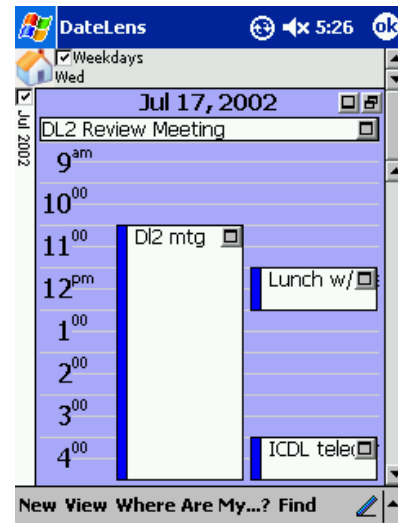 DateLens 5:26 ok
Weekdays
Wed
Jul 2002
Jul 17, 2002
DL2 Review Meeting
9am
1000
1100 Dl2 mtg
12pm Lunch w/
100
200
300
400 ICDL telec
New View Where Are My...? Find